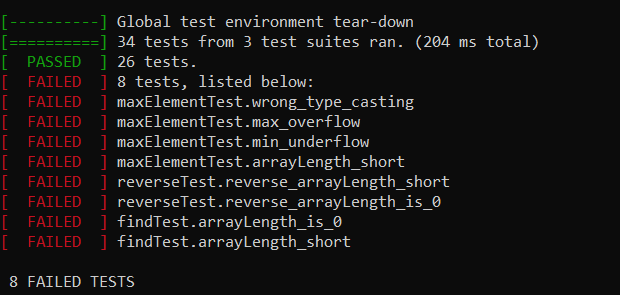 [----------] Global test environment tear-down
[==========] 34 tests from 3 test suites ran. (204 ms total)
[  PASSED  ] 26 tests.
[  FAILED  ] 8 tests, listed below:
[  FAILED  ] maxElementTest.wrong_type_casting
[  FAILED  ] maxElementTest.max_overflow
[  FAILED  ] maxElementTest.min_underflow
[  FAILED  ] maxElementTest.arrayLength_short
[  FAILED  ] reverseTest.reverse_arrayLength_short
[  FAILED  ] reverseTest.reverse_arrayLength_is_0
[  FAILED  ] findTest.arrayLength_is_0
[  FAILED  ] findTest.arrayLength_short
8 FAILED TESTS